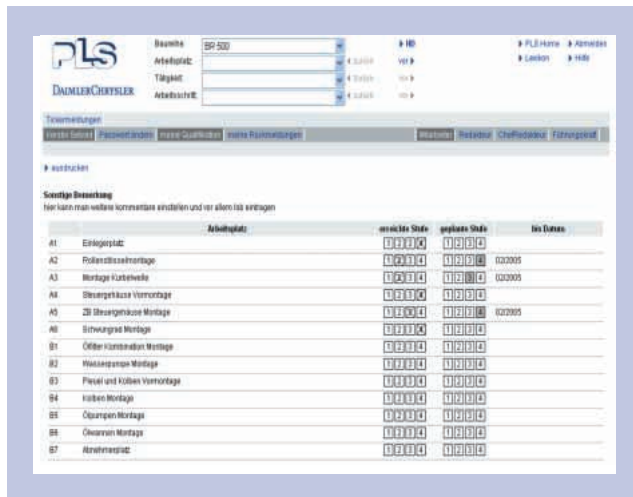 PLS
DAIMLERCHRYSLER
Baureihe: BR 500 HB PLS Home Abmelden
Arbeitsplatz: zurück vor Lexikon Hilfe
Tätigkeit: zurück vor
Arbeitsschritt: zurück vor
Passwort ändern meine Qualifikation meine Rückmeldungen Mitarbeiter Redakteur ChefRedakteur Führungskraft
ausdrucken
Sonstige Bemerkung
hier kann man weitere kommentare einstellen und vor allem lob eintragen
Arbeitsplatz erreichte Stufe geplante Stufe bis Datum
A1 Einlegerplatz 1 2 3 4 1 2 3 4
A2 Rollenstösselmontage 1 2 3 4 1 2 3 4 02/2005
A3 Montage Kurbelwelle 1 2 3 4 1 2 3 4 02/2005
A4 Steuergehäuse Vormontage 1 2 3 4 1 2 3 4
A5 ZB Steuergehäuse Montage 1 2 3 4 1 2 3 4 02/2005
A6 Schwungrad Montage 1 2 3 4 1 2 3 4
B1 Ölfilter Kombination Montage 1 2 3 4 1 2 3 4
B2 Wasserpumpe Montage 1 2 3 4 1 2 3 4
B3 Pleuel und Kolben Vormontage 1 2 3 4 1 2 3 4
B4 Kolben Montage 1 2 3 4 1 2 3 4
B5 Ölpumpen Montage 1 2 3 4 1 2 3 4
B6 Ölwannen Montage 1 2 3 4 1 2 3 4
B7 Abnehmerplatz 1 2 3 4 1 2 3 4